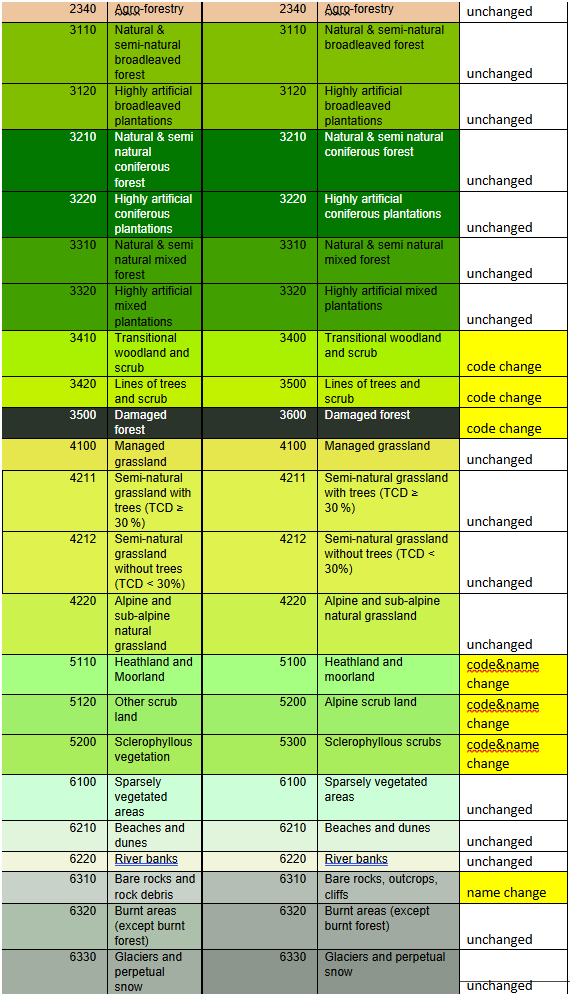 2340 Agro-forestry 2340 Agro-forestry unchanged
3110 Natural & 3110 Natural &
semi-natural semi-natural
broadleaved broadleaved forest
forest unchanged
3120 Highly artificial 3120 Highly artificial
broadleaved broadleaved
plantations plantations unchanged
3210 Natural & semi 3210 Natural & semi natural
natural coniferous forest
coniferous
forest unchanged
3220 Highly artificial 3220 Highly artificial
coniferous coniferous plantations
plantations unchanged
3310 Natural & semi 3310 Natural & semi natural
natural mixed mixed forest
forest unchanged
3320 Highly artificial 3320 Highly artificial mixed
mixed plantations
plantations unchanged
3410 Transitional 3400 Transitional woodland
woodland and and scrub
scrub code change
3420 Lines of trees and 3500 Lines of trees and
scrub scrub code change
3500 Damaged 3600 Damaged forest
forest code change
4100 Managed 4100 Managed grassland
grassland unchanged
4211 Semi-natural 4211 Semi-natural grassland
grassland with with trees (TCD ≥
trees (TCD ≥ 30 %)
30 %) unchanged
4212 Semi-natural 4212 Semi-natural grassland
grassland without trees (TCD <
without trees 30%)
(TCD < 30%) unchanged
4220 Alpine and 4220 Alpine and sub-alpine
sub-alpine natural grassland
natural
grassland unchanged
5110 Heathland and 5100 Heathland and code&name
Moorland moorland change
5120 Other scrub 5200 Alpine scrub land code&name
land change
5200 Sclerophyllous 5300 Sclerophyllous scrubs code&name
vegetation change
6100 Sparsely 6100 Sparsely vegetated
vegetated areas
areas unchanged
6210 Beaches and 6210 Beaches and dunes
dunes unchanged
6220 River banks 6220 River banks unchanged
6310 Bare rocks and 6310 Bare rocks, outcrops,
rock debris cliffs name change
6320 Burnt areas 6320 Burnt areas (except
(except burnt burnt forest)
forest) unchanged
6330 Glaciers and 6330 Glaciers and perpetual
perpetual snow
snow unchanged